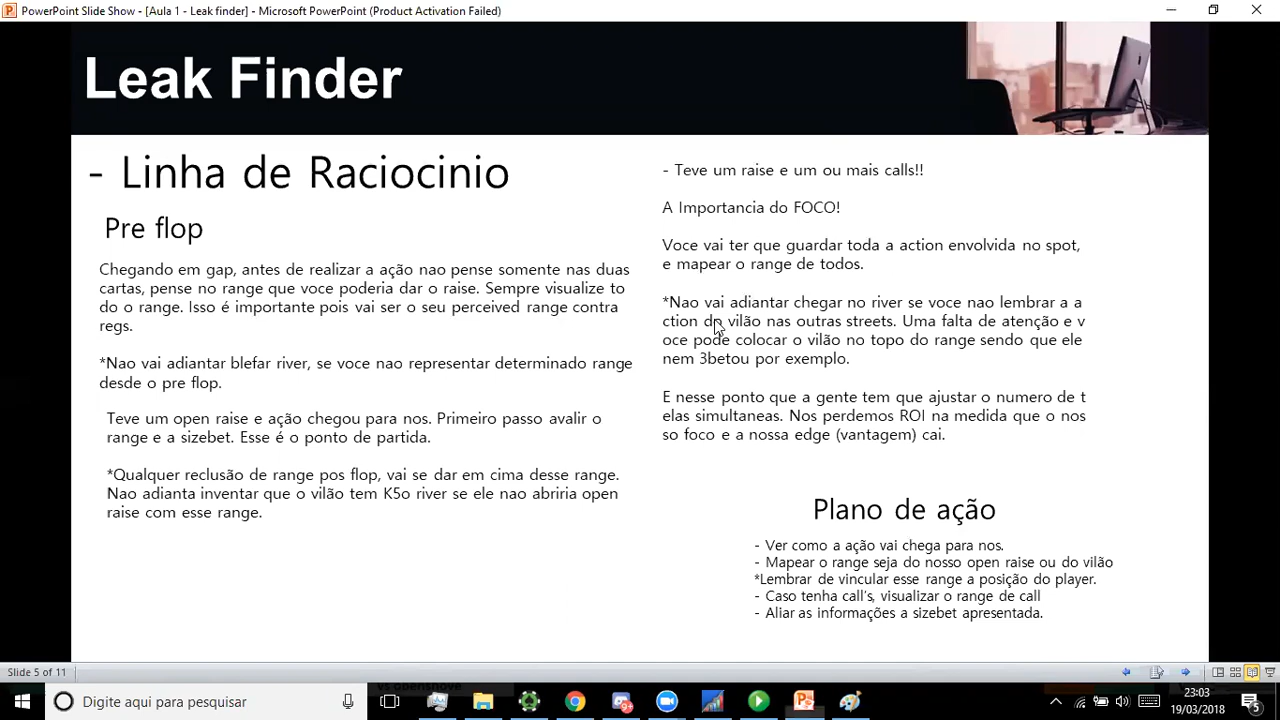 PowerPoint Slide Show - [Aula 1 - Leak finder] - Microsoft PowerPoint (Product Activation Failed)
Leak Finder
- Linha de Raciocinio
Pre flop
Chegando em gap, antes de realizar a ação nao pense somente nas duas
cartas, pense no range que voce poderia dar o raise. Sempre visualize to
do o range. Isso é importante pois vai ser o seu perceived range contra
regs.
*Nao vai adiantar blefar river, se voce nao representar determinado range
desde o pre flop.
Teve um open raise e ação chegou para nos. Primeiro passo avalir o
range e a sizebet. Esse é o ponto de partida.
*Qualquer reclusão de range pos flop, vai se dar em cima desse range.
Nao adianta inventar que o vilão tem K5o river se ele nao abriria open
raise com esse range.
- Teve um raise e um ou mais calls!!
A Importancia do FOCO!
Voce vai ter que guardar toda a action envolvida no spot,
e mapear o range de todos.
*Nao vai adiantar chegar no river se voce nao lembrar a a
ction do vilão nas outras streets. Uma falta de atenção e v
oce pode colocar o vilão no topo do range sendo que ele
nem 3betou por exemplo.
E nesse ponto que a gente tem que ajustar o numero de t
elas simultaneas. Nos perdemos ROI na medida que o nos
so foco e a nossa edge (vantagem) cai.
Plano de ação
- Ver como a ação vai chega para nos.
- Mapear o range seja do nosso open raise ou do vilão
*Lembrar de vincular esse range a posição do player.
- Caso tenha call's, visualizar o range de call
- Aliar as informações a sizebet apresentada.
Slide 5 of 11
vs openshove
Digite aqui para pesquisar
23:03
19/03/2018
5